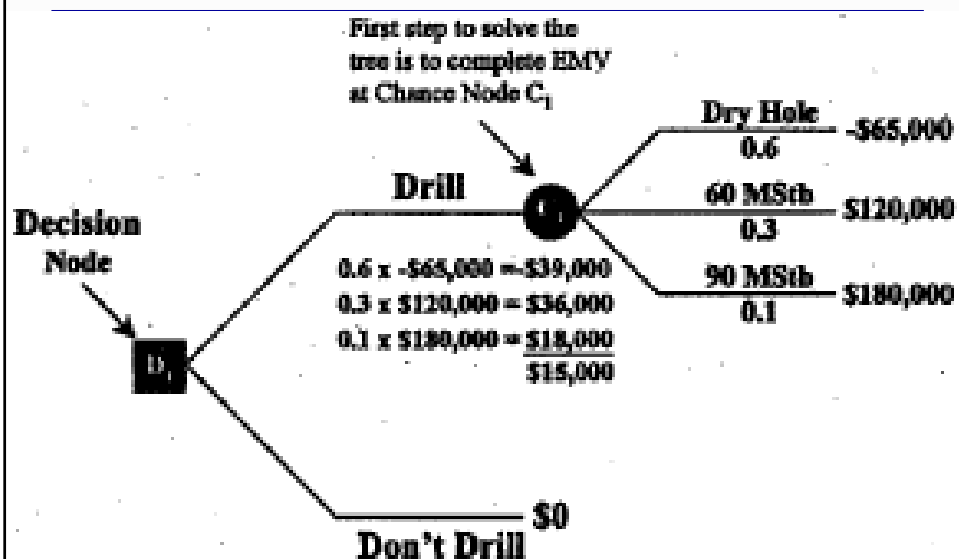 First step to solve the
tree is to complete EMV
at Chance Node C₁
Decision
Node
D₁
Drill
C₁
0.6 x -$65,000 = -$39,000
0.3 x $120,000 = $36,000
0.1 x $180,000 = $18,000
$15,000
Dry Hole
0.6
-$65,000
60 MStb
0.3
$120,000
90 MStb
0.1
$180,000
$0
Don't Drill